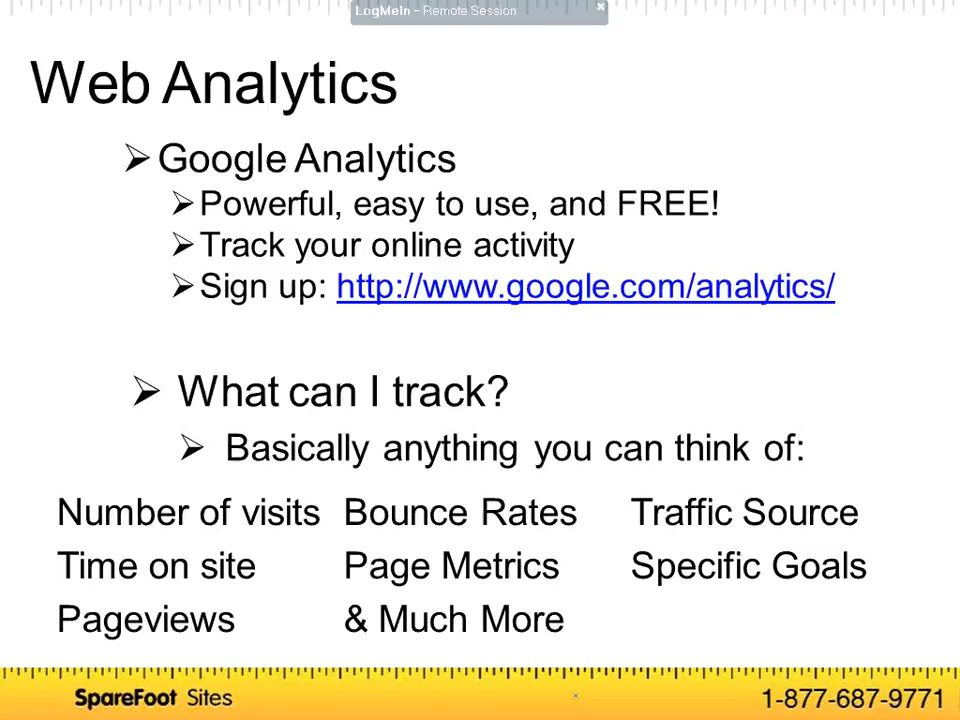 LogMeIn - Remote Session
Web Analytics
Google Analytics
Powerful, easy to use, and FREE!
Track your online activity
Sign up: http://www.google.com/analytics/
What can I track?
Basically anything you can think of:
Number of visits Bounce Rates Traffic Source
Time on site Page Metrics Specific Goals
Pageviews & Much More
SpareFoot Sites 1-877-687-9771